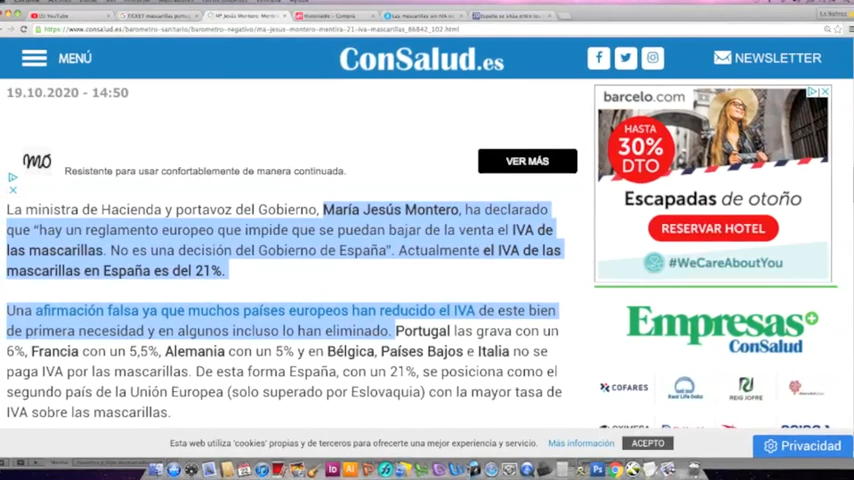 YouTube
TICKET mascarillas portug
Mª Jesús Montero: Montero
https://www.consalud.es/barometro-sanitario/barometro-negativo/ma-jesus-montero-mentira-21-iva-mascarillas_86842_102.html
MENÚ
ConSalud.es
NEWSLETTER
19.10.2020 - 14:50
barcelo.com
HASTA
30%
DTO
Escapadas de otoño
RESERVAR HOTEL
#WeCareAboutYou
mo
Resistente para usar confortablemente de manera continuada.
VER MÁS
La ministra de Hacienda y portavoz del Gobierno, María Jesús Montero, ha declarado
que “hay un reglamento europeo que impide que se puedan bajar de la venta el IVA de
las mascarillas. No es una decisión del Gobierno de España”. Actualmente el IVA de las
mascarillas en España es del 21%.
Una afirmación falsa ya que muchos países europeos han reducido el IVA de este bien
de primera necesidad y en algunos incluso lo han eliminado. Portugal las grava con un
6%, Francia con un 5,5%, Alemania con un 5% y en Bélgica, Países Bajos e Italia no se
paga IVA por las mascarillas. De esta forma España, con un 21%, se posiciona como el
segundo país de la Unión Europea (solo superado por Eslovaquia) con la mayor tasa de
IVA sobre las mascarillas.
Empresas+
ConSalud
COFARES
REIG JOFRE
Esta web utiliza 'cookies' propias y de terceros para ofrecerte una mejor experiencia y servicio.
Más información
ACEPTO
Privacidad